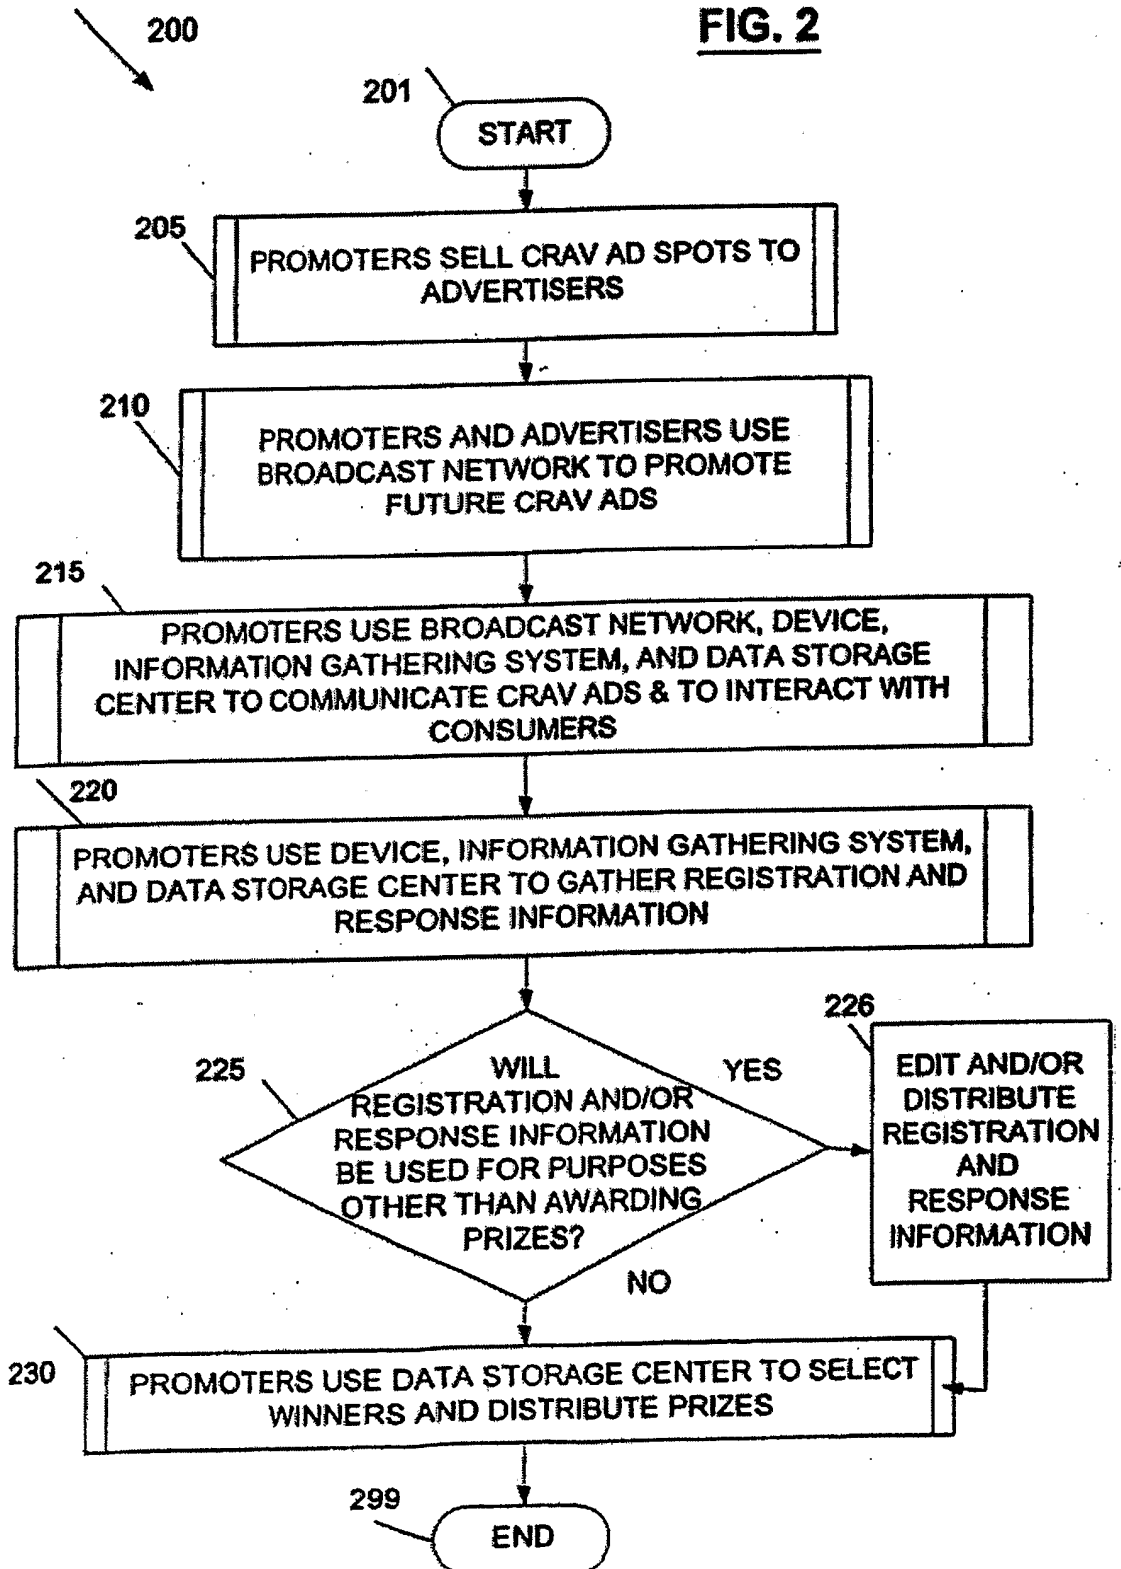 FIG. 2
200
201
START
205
PROMOTERS SELL CRAV AD SPOTS TO
ADVERTISERS
210
PROMOTERS AND ADVERTISERS USE
BROADCAST NETWORK TO PROMOTE
FUTURE CRAV ADS
215
PROMOTERS USE BROADCAST NETWORK, DEVICE,
INFORMATION GATHERING SYSTEM, AND DATA STORAGE
CENTER TO COMMUNICATE CRAV ADS & TO INTERACT WITH
CONSUMERS
220
PROMOTERS USE DEVICE, INFORMATION GATHERING SYSTEM,
AND DATA STORAGE CENTER TO GATHER REGISTRATION AND
RESPONSE INFORMATION
225
WILL
REGISTRATION AND/OR
RESPONSE INFORMATION
BE USED FOR PURPOSES
OTHER THAN AWARDING
PRIZES?
YES
NO
226
EDIT AND/OR
DISTRIBUTE
REGISTRATION
AND
RESPONSE
INFORMATION
230
PROMOTERS USE DATA STORAGE CENTER TO SELECT
WINNERS AND DISTRIBUTE PRIZES
299
END